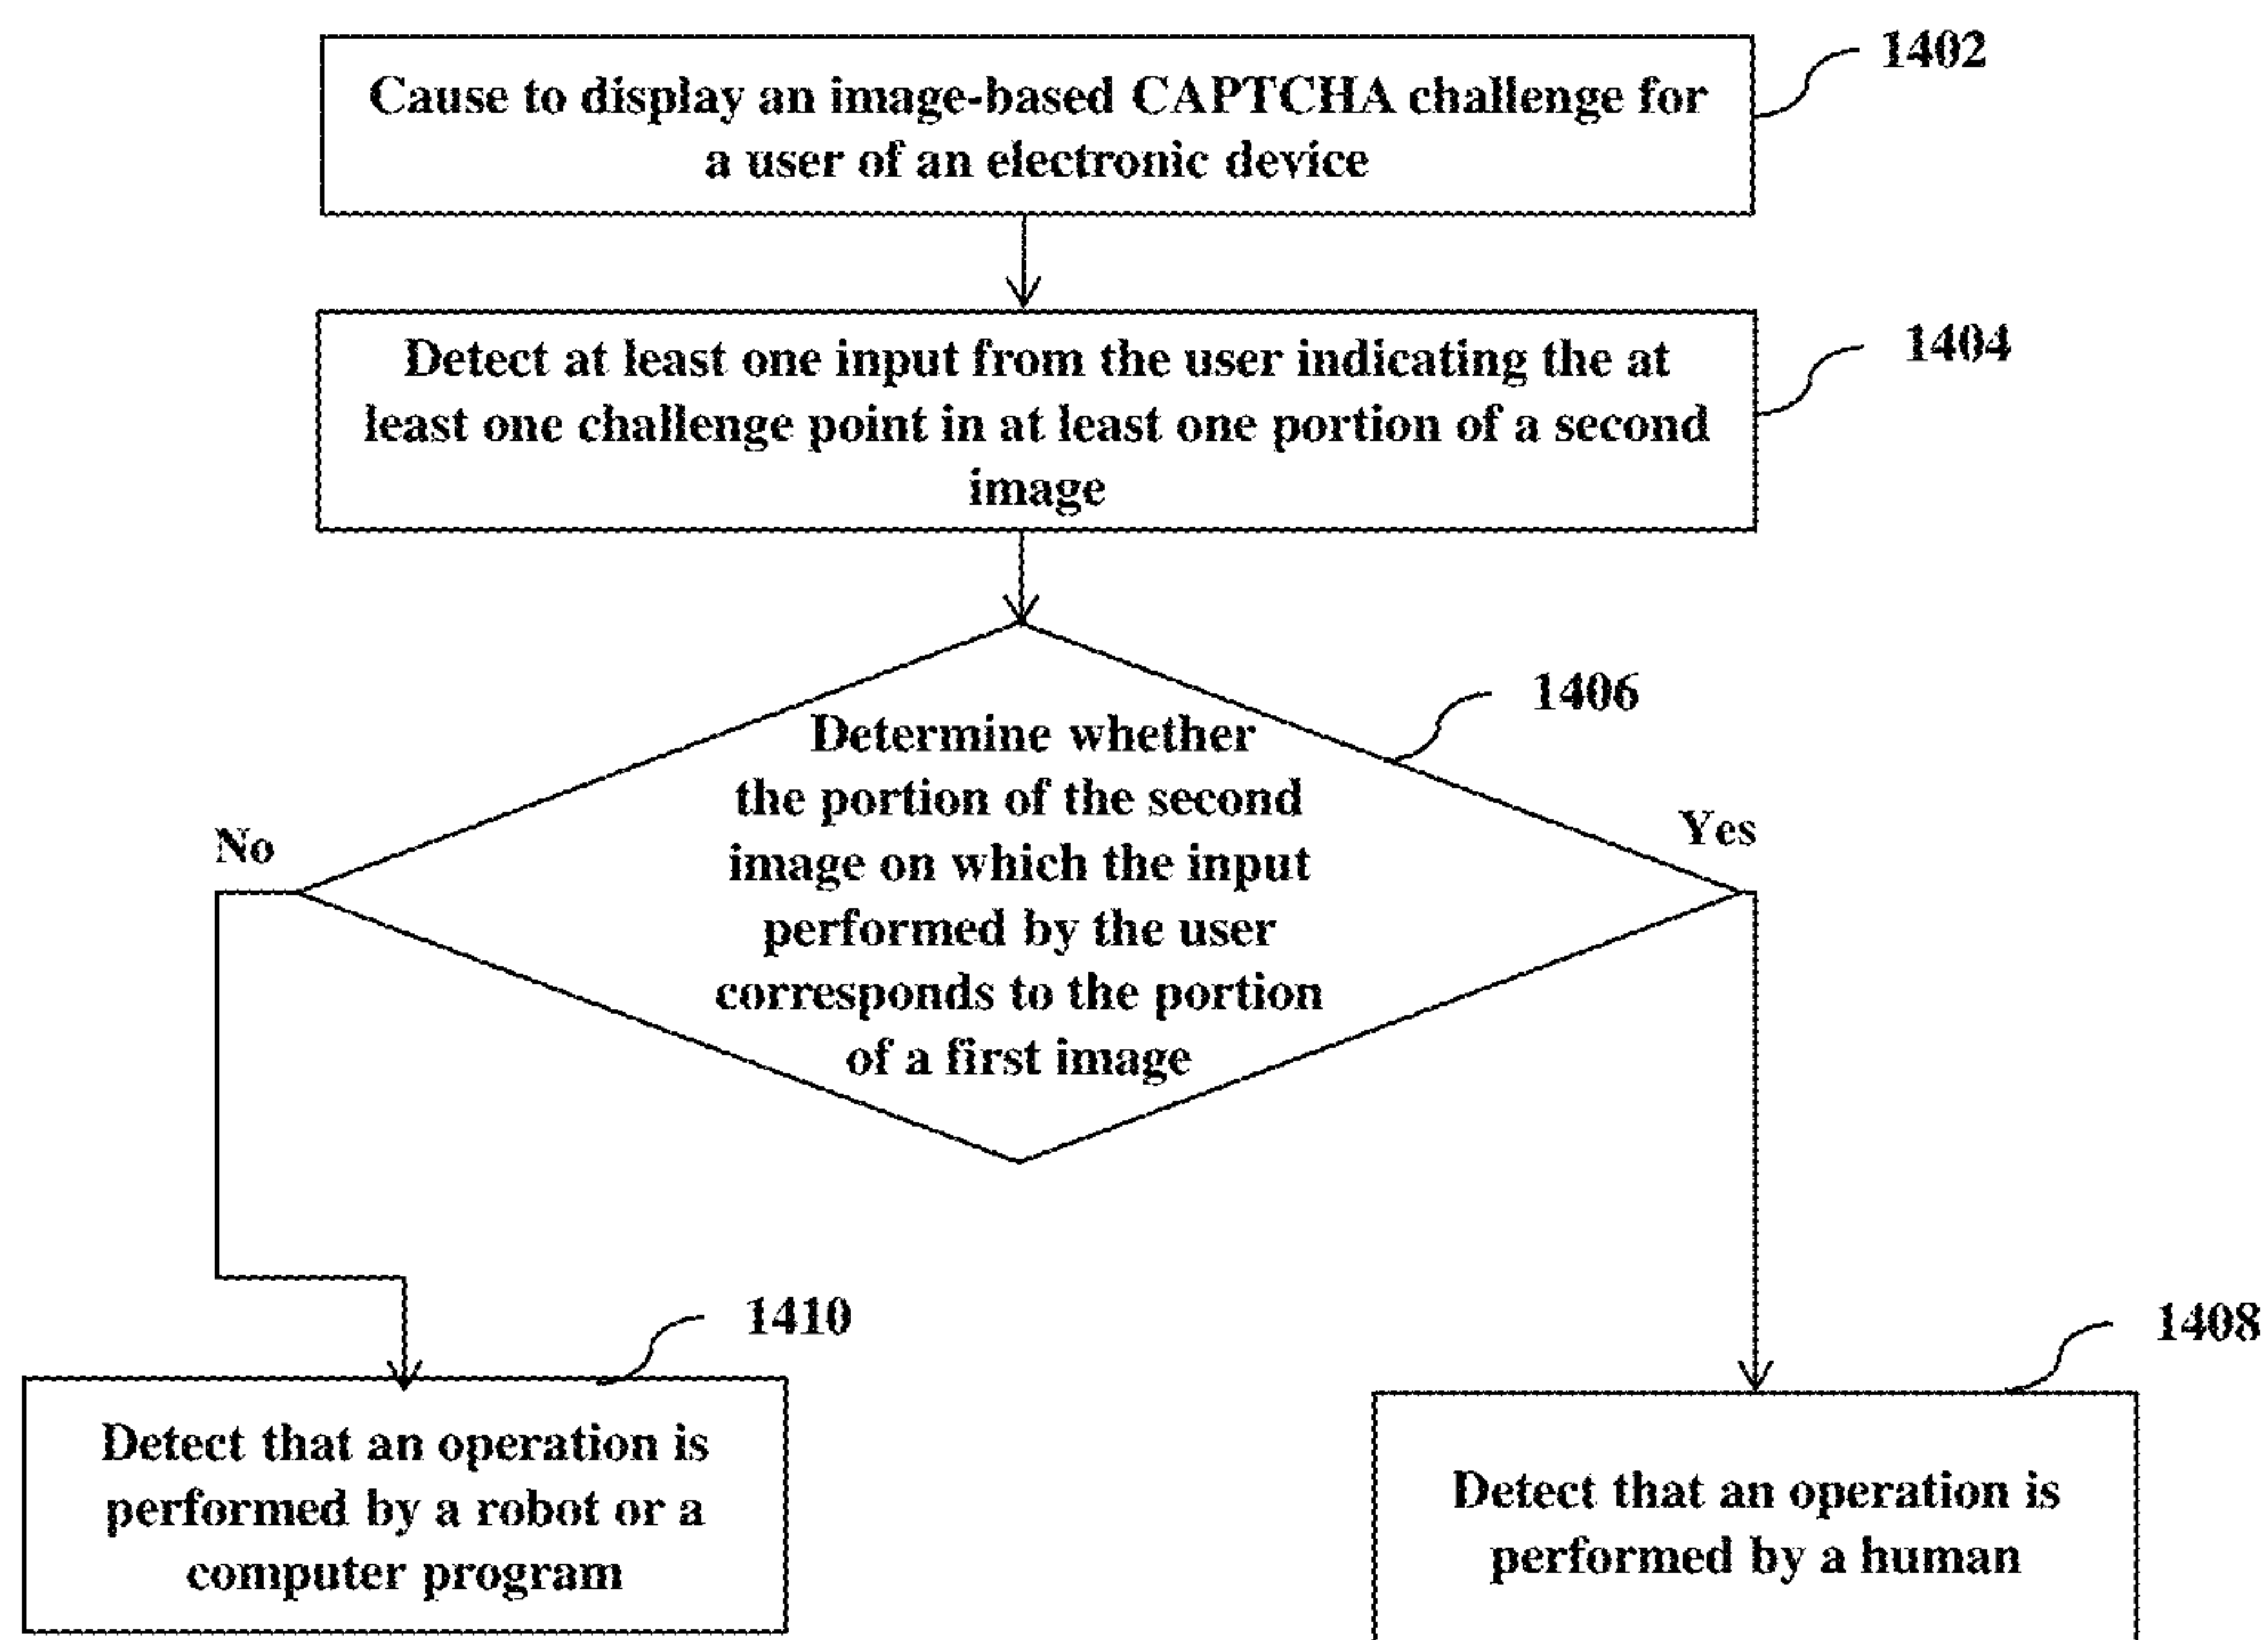 1402
Cause to display an image-based CAPTCHA challenge for
a user of an electronic device
1404
Detect at least one input from the user indicating the at
least one challenge point in at least one portion of a second
image
1406
Determine whether
the portion of the second
image on which the input
performed by the user
corresponds to the portion
of a first image
No
Yes
1410
Detect that an operation is
performed by a robot or a
computer program
1408
Detect that an operation is
performed by a human